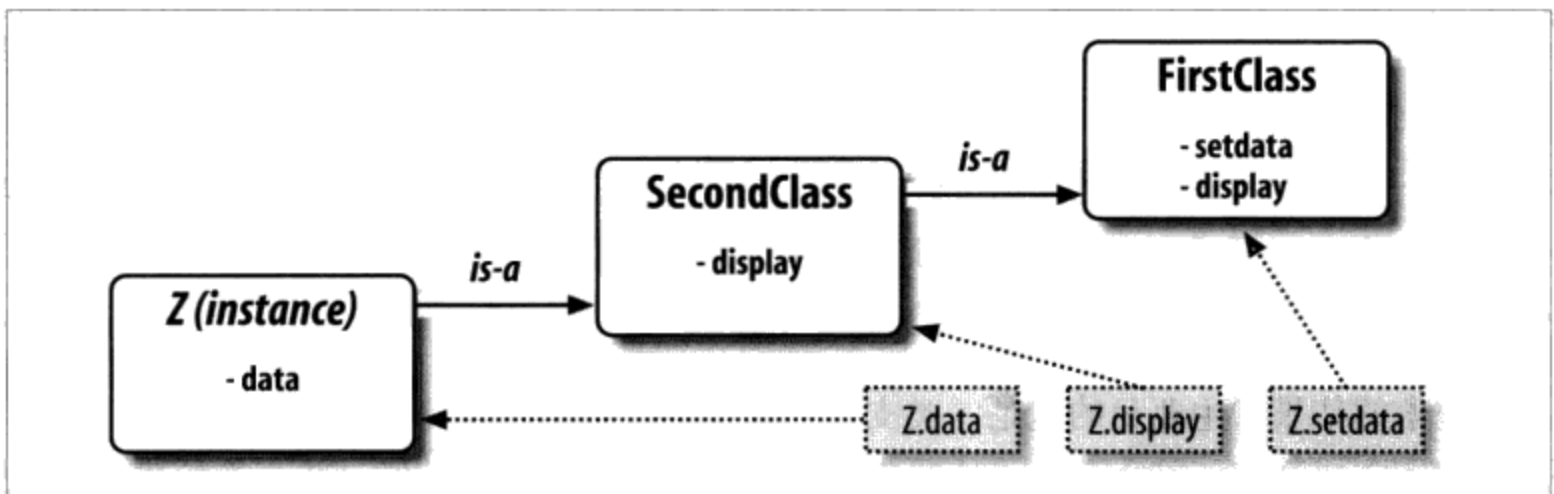 FirstClass
- setdata
- display
is-a
SecondClass
- display
is-a
Z (instance)
- data
Z.data
Z.display
Z.setdata